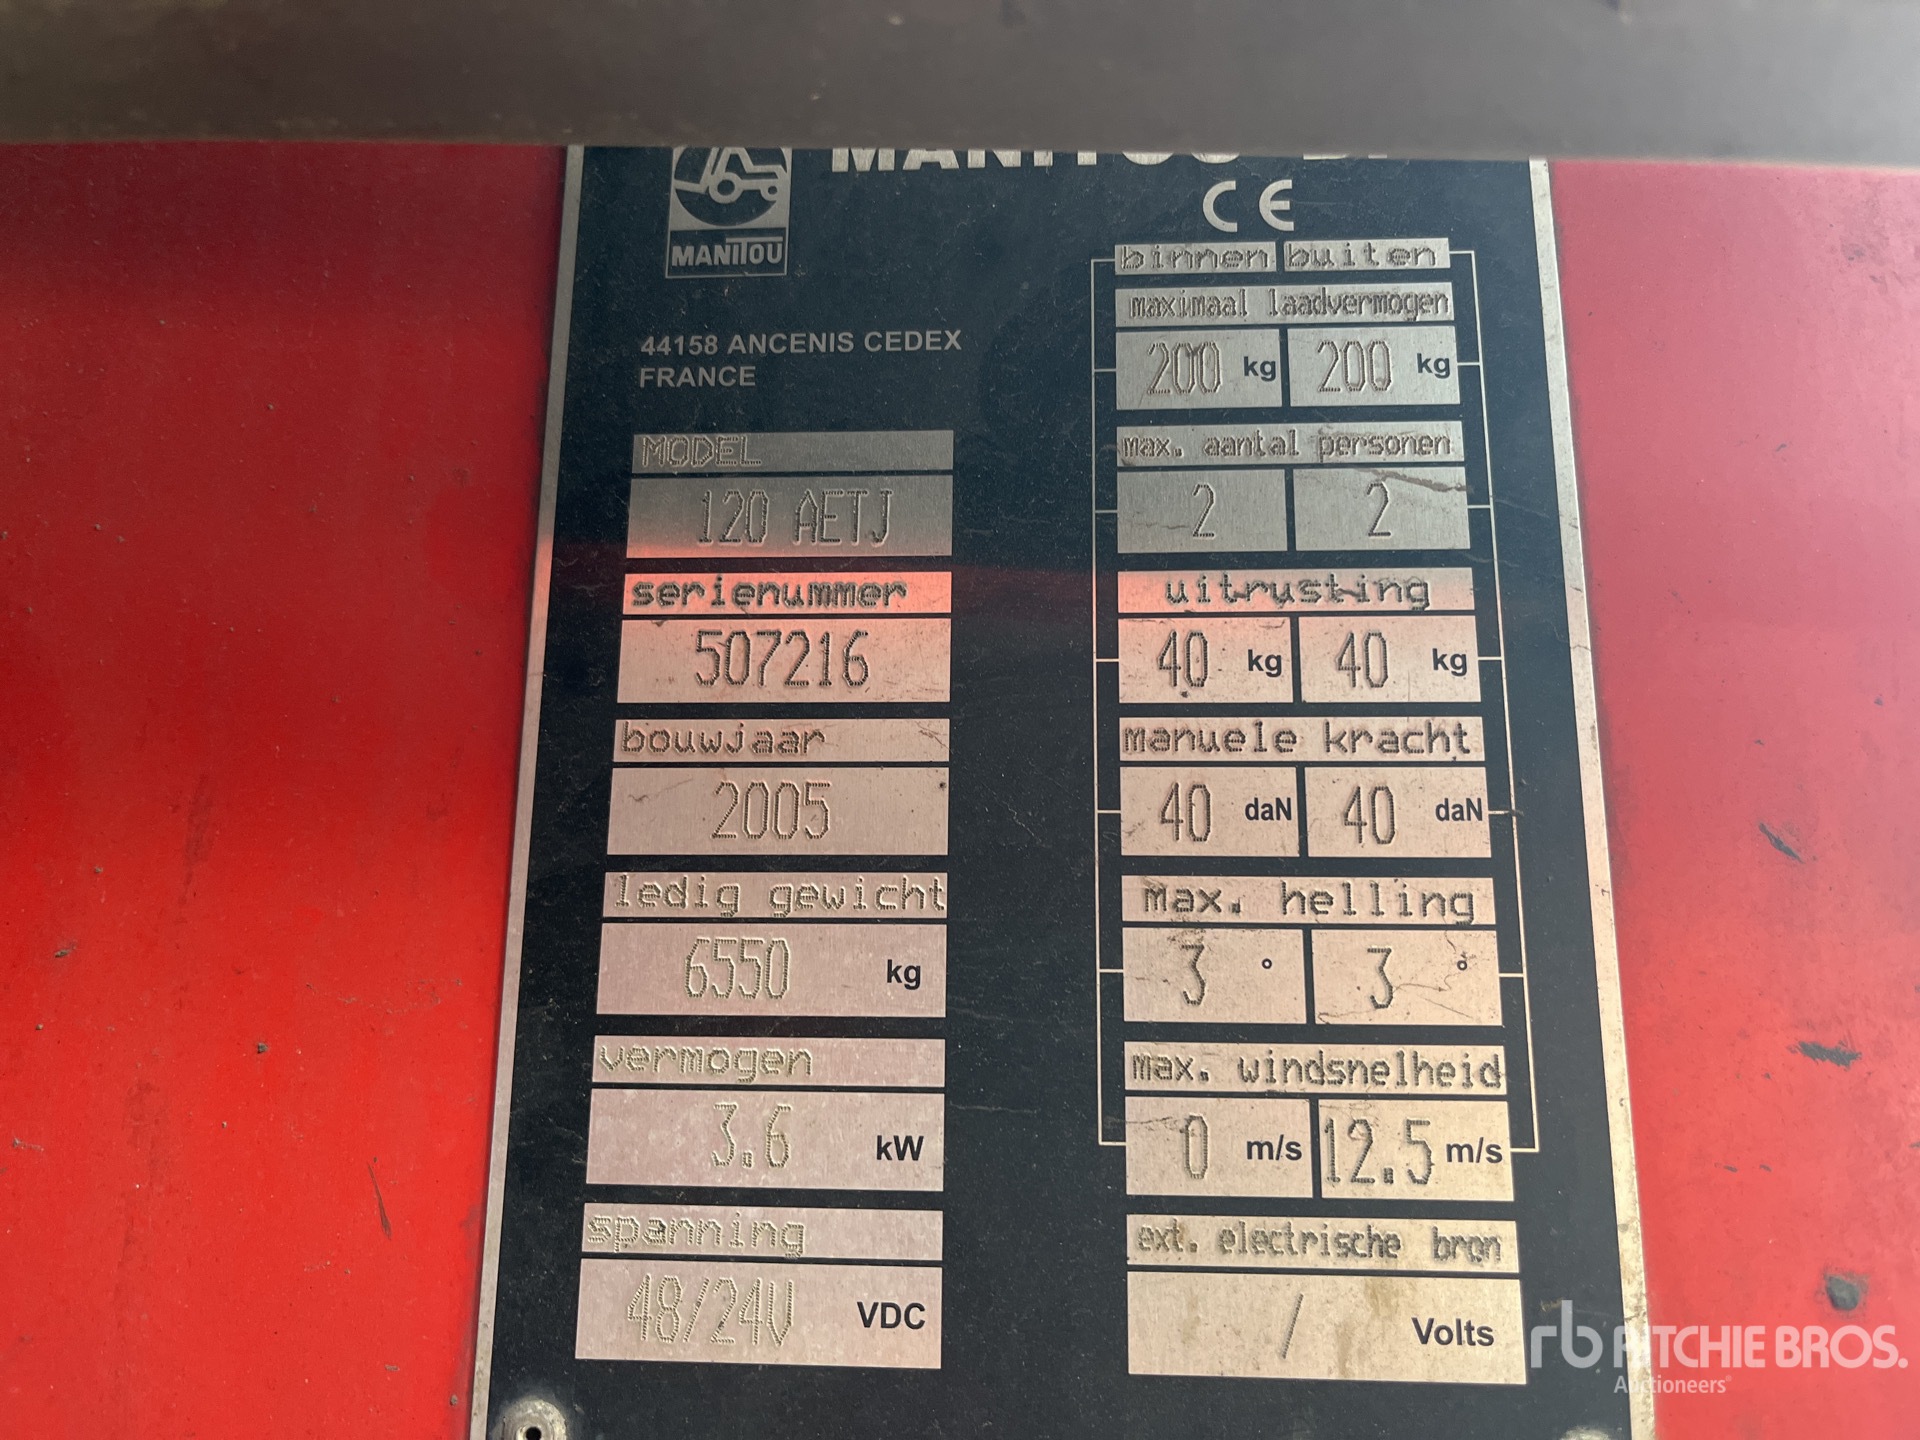 MANITOU B.F
CE
MANITOU
44158 ANCENIS CEDEX
FRANCE
MODEL
120 AETJ
serienummer
507216
bouwjaar
2005
ledig gewicht
6550 kg
vermogen
3.6 kW
spanning
48/24V VDC
binnen buiten
maximaal laadvermogen
200 kg 200 kg
max. aantal personen
2 2
uitrusting
40 kg 40 kg
manuele kracht
40 daN 40 daN
max. helling
3 ° 3 °
max. windsnelheid
0 m/s 12.5 m/s
ext. electrische bron
/ Volts
rb RITCHIE BROS.
Auctioneers